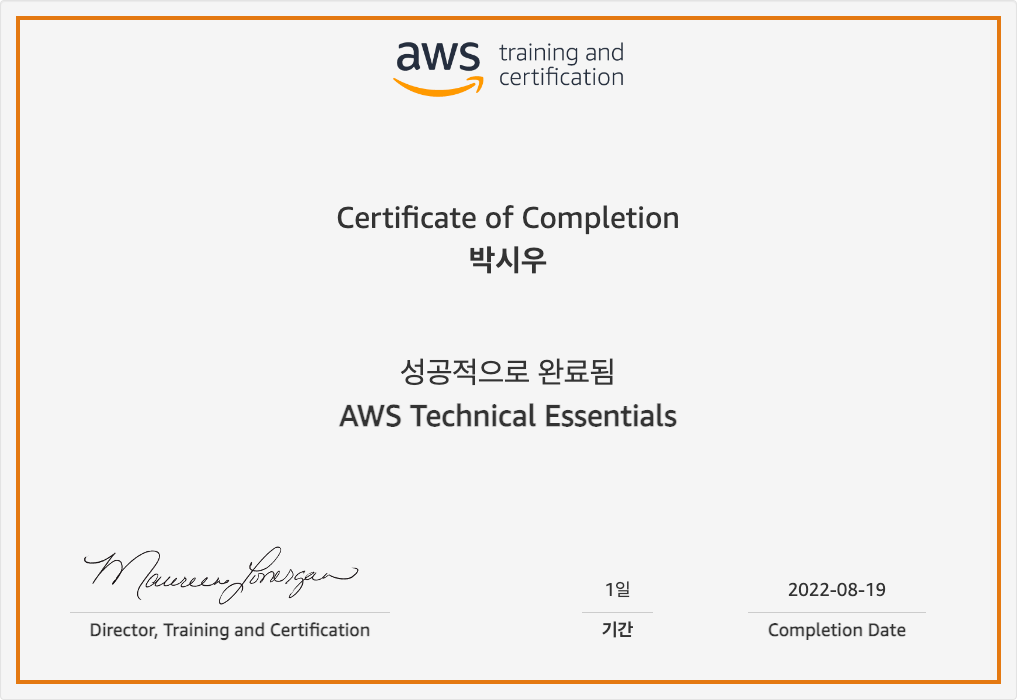 aws training and
certification
Certificate of Completion
박시우
성공적으로 완료됨
AWS Technical Essentials
Maureen Lonergan
Director, Training and Certification
1일
기간
2022-08-19
Completion Date